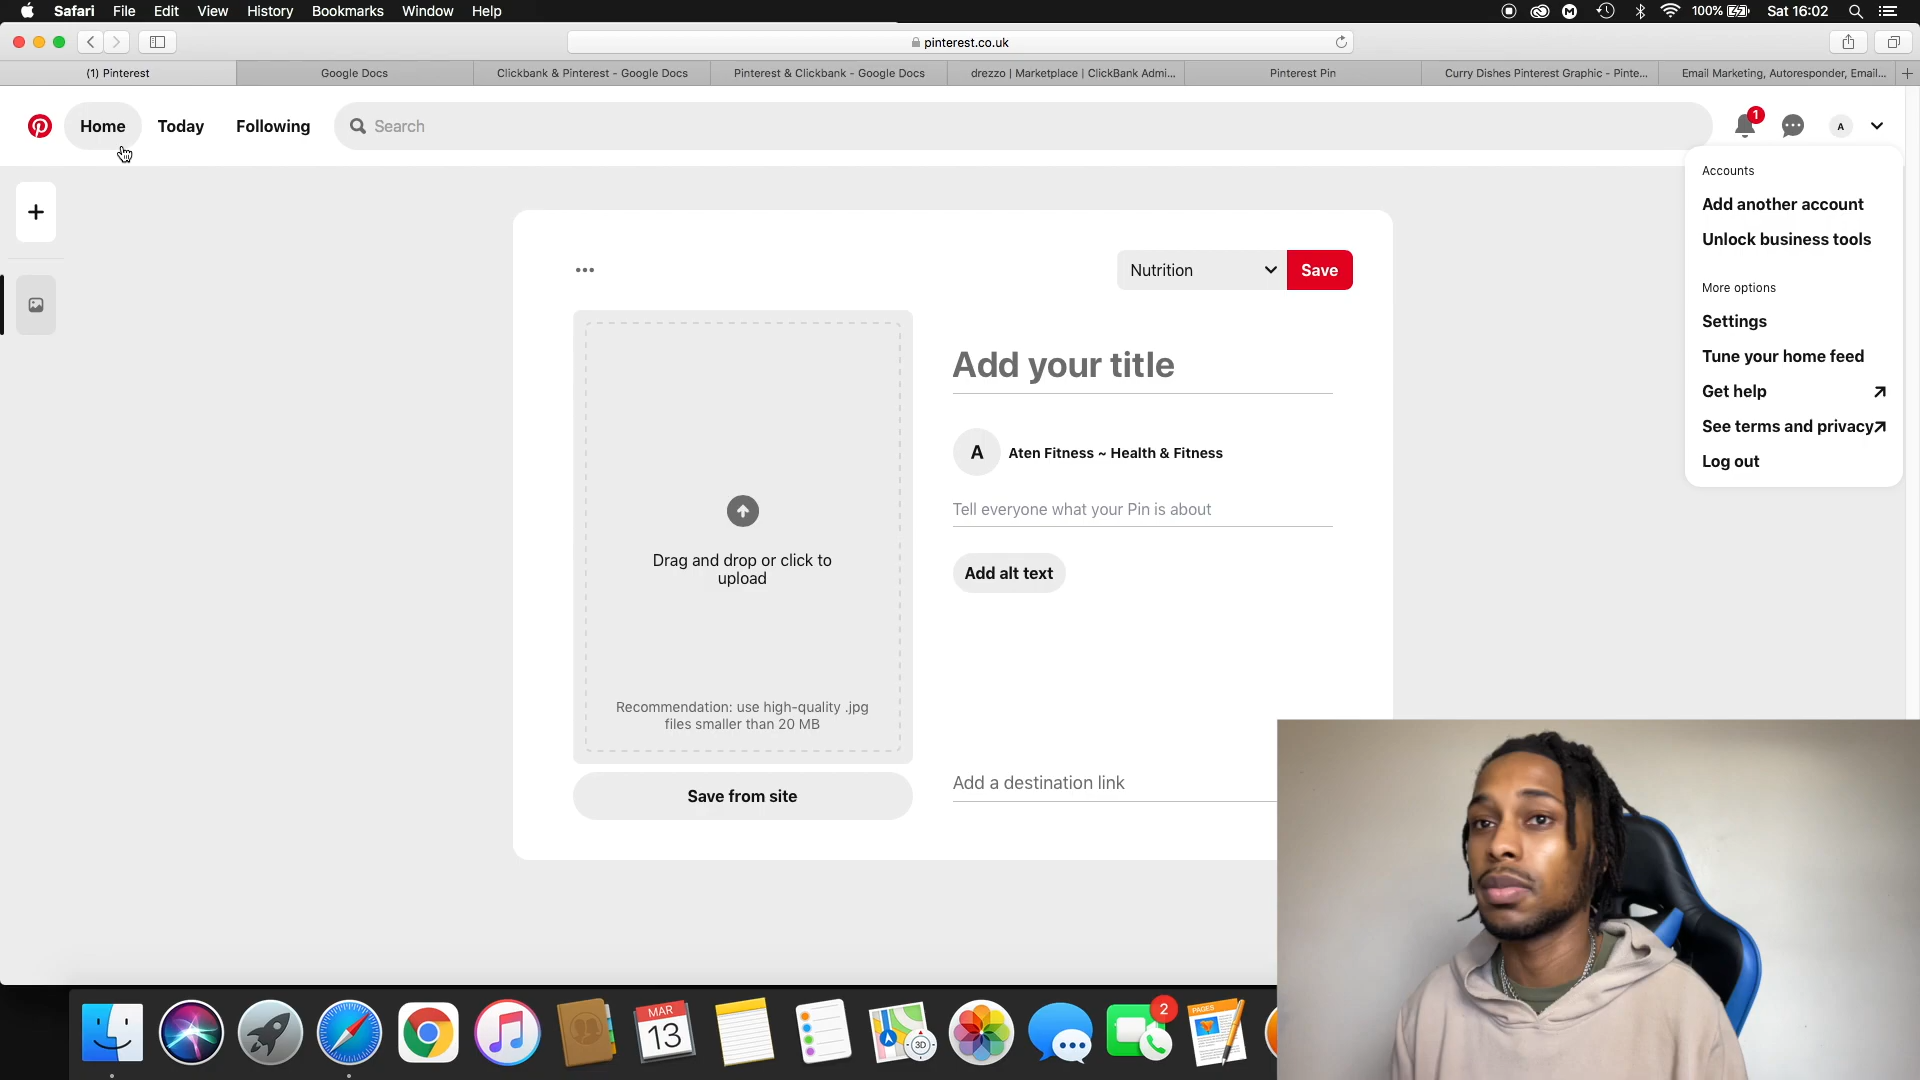 Safari File Edit View History Bookmarks Window Help
100% Sat 16:02
pinterest.co.uk
(1) Pinterest
Google Docs
Clickbank & Pinterest - Google Docs
Pinterest & Clickbank - Google Docs
drezzo | Marketplace | ClickBank Admi...
Pinterest Pin
Curry Dishes Pinterest Graphic - Pinte...
Email Marketing, Autoresponder, Email...
Home Today Following
Search
1
A
Accounts
Add another account
Unlock business tools
More options
Settings
Tune your home feed
Get help
See terms and privacy
Log out
Nutrition
Save
Add your title
A
Aten Fitness ~ Health & Fitness
Tell everyone what your Pin is about
Add alt text
Drag and drop or click to
upload
Recommendation: use high-quality .jpg
files smaller than 20 MB
Save from site
Add a destination link
MAR
13
3D
2
PAGES